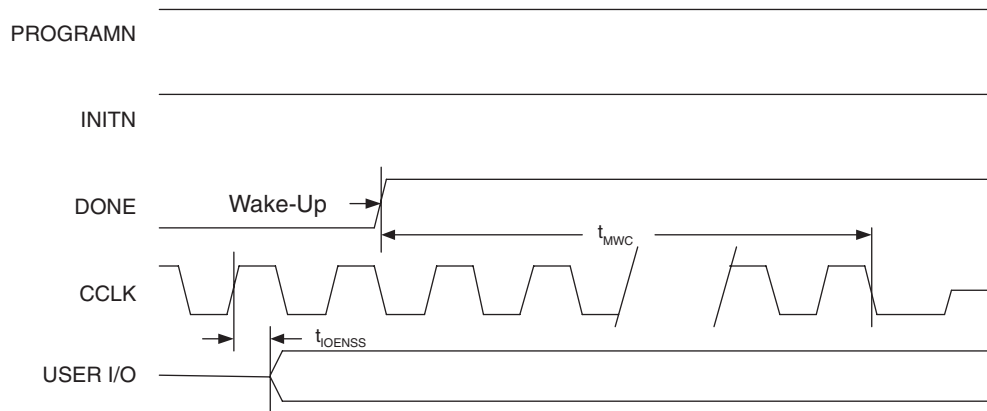 PROGRAMN
INITN
DONE
Wake-Up
tMWC
CCLK
tIOENSS
USER I/O